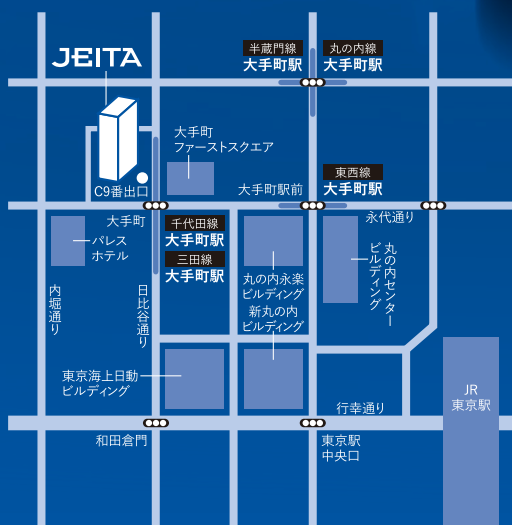 JEITA
半蔵門線
大手町駅
丸の内線
大手町駅
大手町
ファーストスクエア
C9番出口
大手町駅前
東西線
大手町駅
大手町
千代田線
大手町駅
三田線
大手町駅
永代通り
パレス
ホテル
丸の内永楽
ビルディング
丸の内センター
ビルディング
内堀通り
日比谷通り
新丸の内
ビルディング
東京海上日動
ビルディング
行幸通り
JR
東京駅
和田倉門
東京駅
中央口